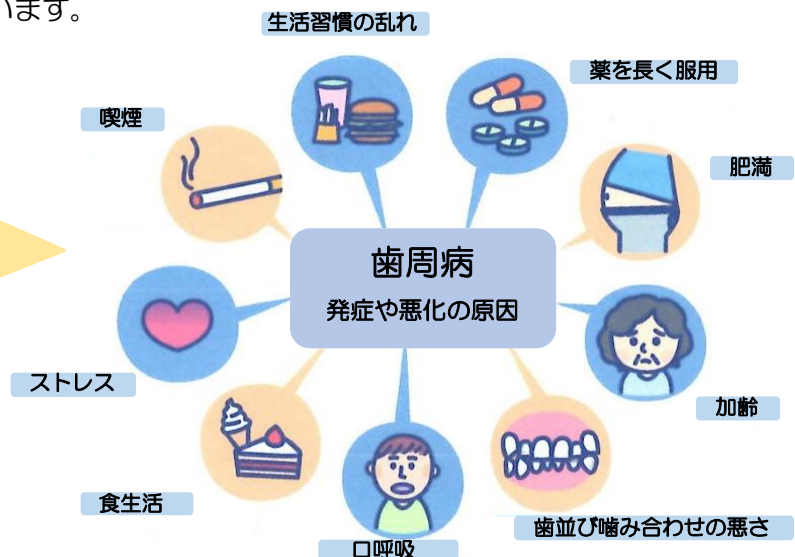 います。
生活習慣の乱れ
薬を長く服用
喫煙
肥満
歯周病
発症や悪化の原因
ストレス
加齢
食生活
歯並び噛み合わせの悪さ
口呼吸